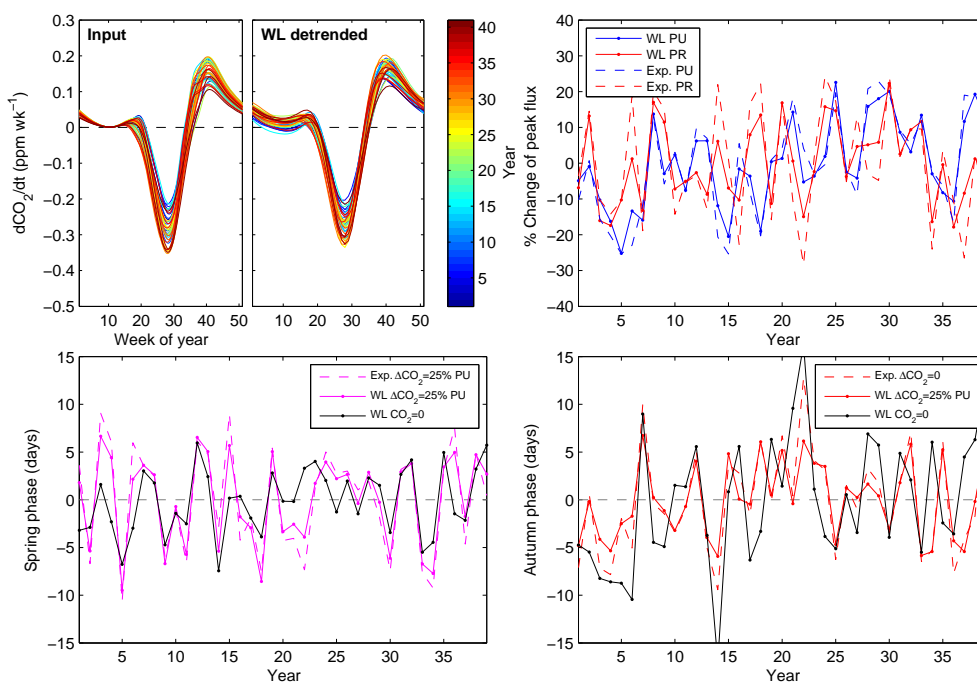 Input
WL detrended
0.3
0.2
0.1
0
−0.1
−0.2
−0.3
−0.4
−0.5
dCO2/dt (ppm wk−1)
10 20 30 40 50
10 20 30 40 50
Week of year
40
35
30
25
20
15
10
5
Year
WL PU
WL PR
Exp. PU
Exp. PR
40
30
20
10
0
−10
−20
−30
−40
% Change of peak flux
5 10 15 20 25 30 35
Year
Exp. ΔCO2=25% PU
WL ΔCO2=25% PU
WL CO2=0
15
10
5
0
−5
−10
−15
Spring phase (days)
5 10 15 20 25 30 35
Year
Exp. ΔCO2=0
WL ΔCO2=25% PU
WL CO2=0
15
10
5
0
−5
−10
−15
Autumn phase (days)
5 10 15 20 25 30 35
Year